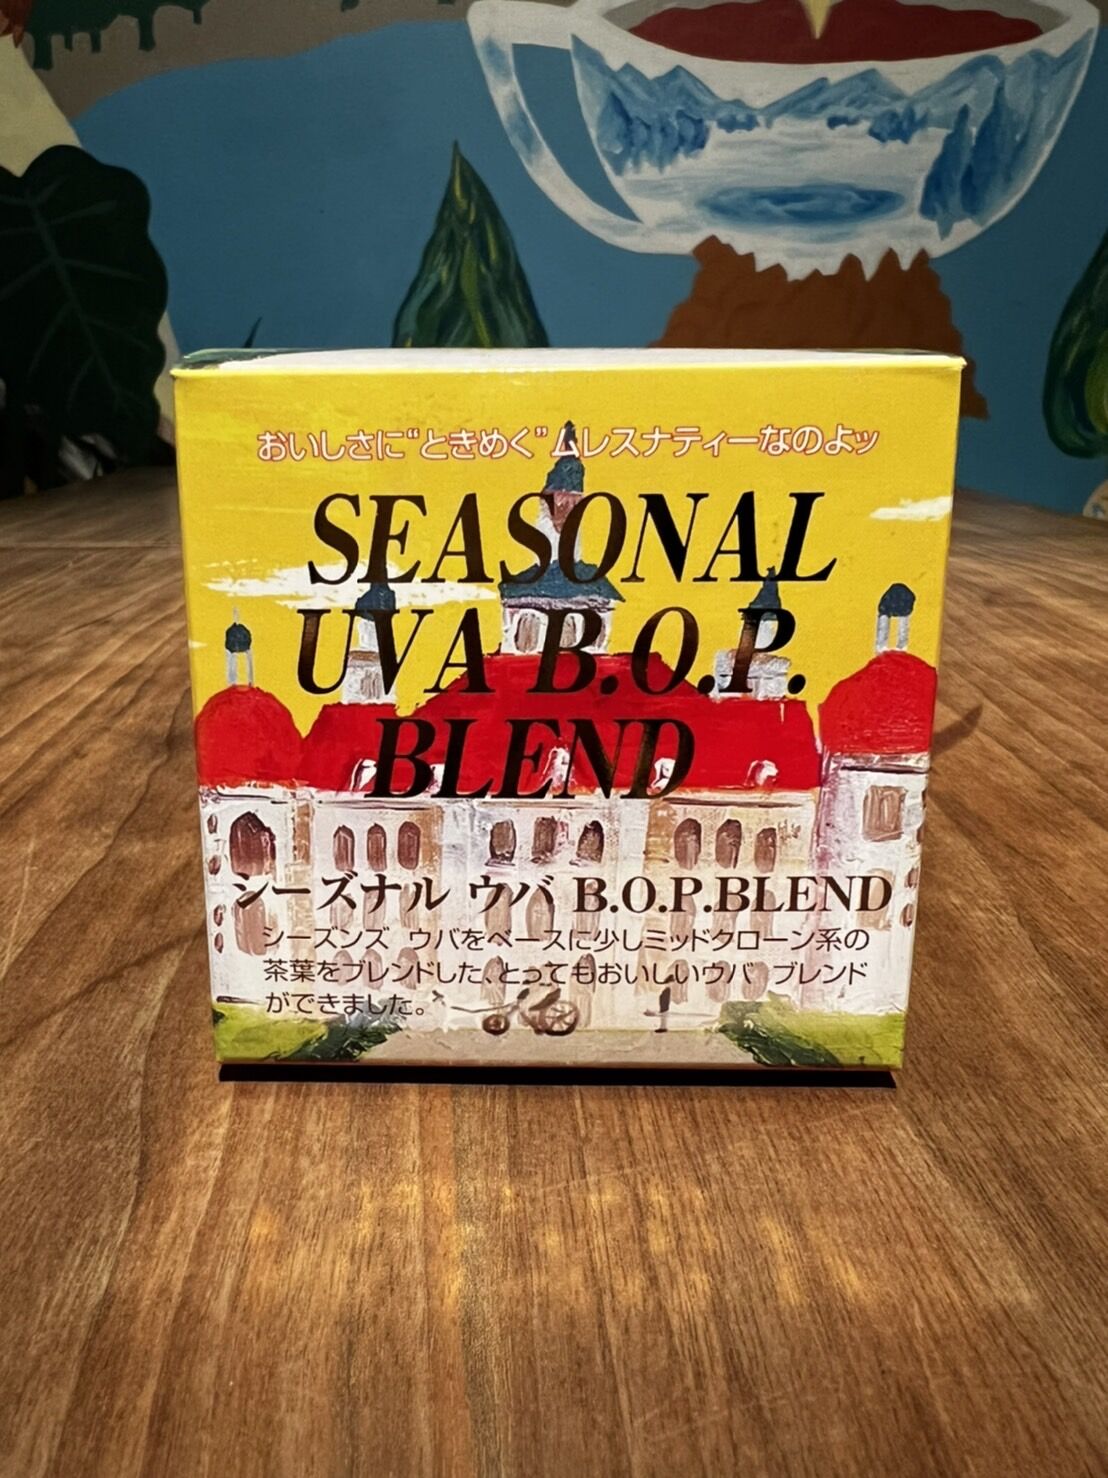 おいしさに“ときめく”ムレスナティーなのよッ
SEASONAL
UVA B.O.P.
BLEND
シーズナル ウバ B.O.P.BLEND
シーズンズ ウバをベースに少しミッドクローン系の
茶葉をブレンドした、とってもおいしいウバ ブレンド
ができました。